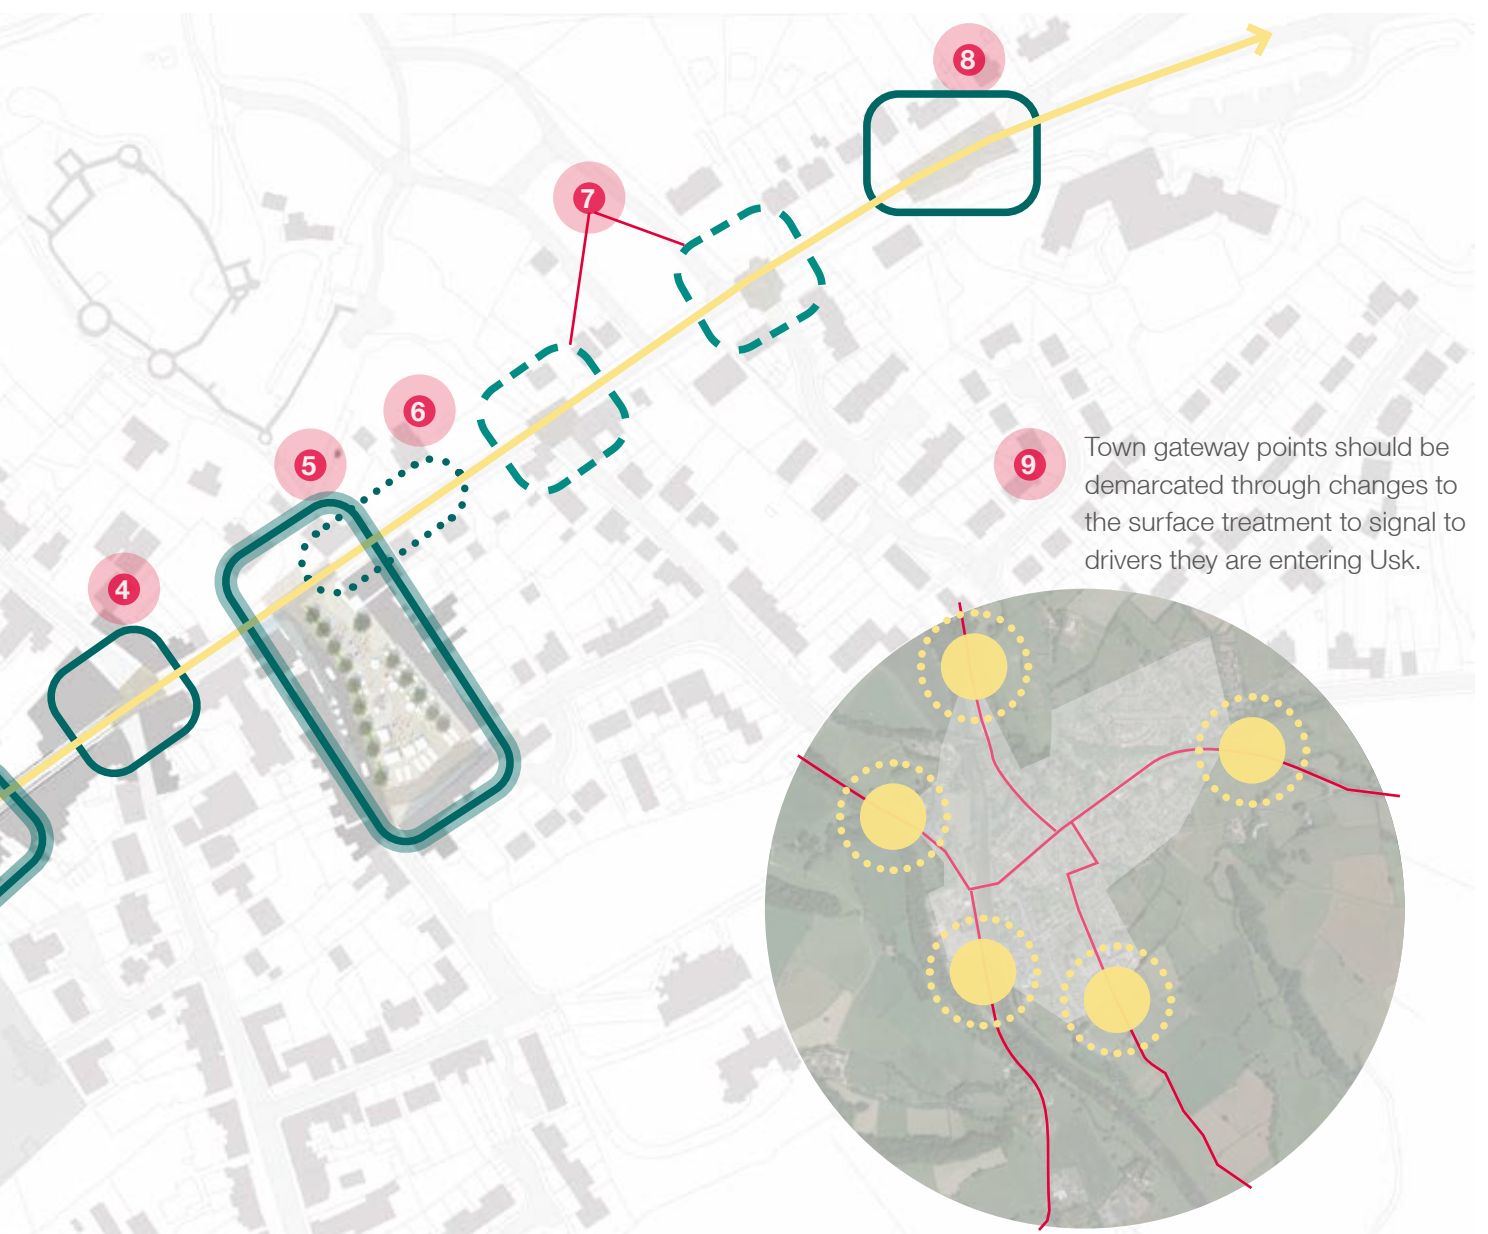 8
7
6
5
4
9
Town gateway points should be
demarcated through changes to
the surface treatment to signal to
drivers they are entering Usk.